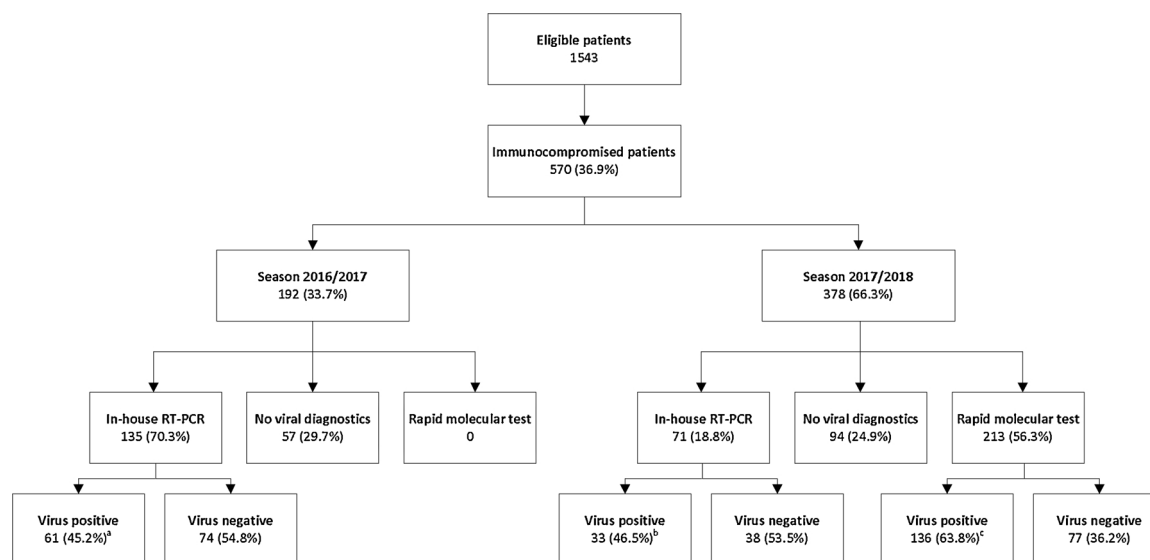 Eligible patients
1543
Immunocompromised patients
570 (36.9%)
Season 2016/2017
192 (33.7%)
Season 2017/2018
378 (66.3%)
In-house RT-PCR
135 (70.3%)
No viral diagnostics
57 (29.7%)
Rapid molecular test
0
In-house RT-PCR
71 (18.8%)
No viral diagnostics
94 (24.9%)
Rapid molecular test
213 (56.3%)
Virus positive
61 (45.2%)ᵃ
Virus negative
74 (54.8%)
Virus positive
33 (46.5%)ᵇ
Virus negative
38 (53.5%)
Virus positive
136 (63.8%)ᶜ
Virus negative
77 (36.2%)